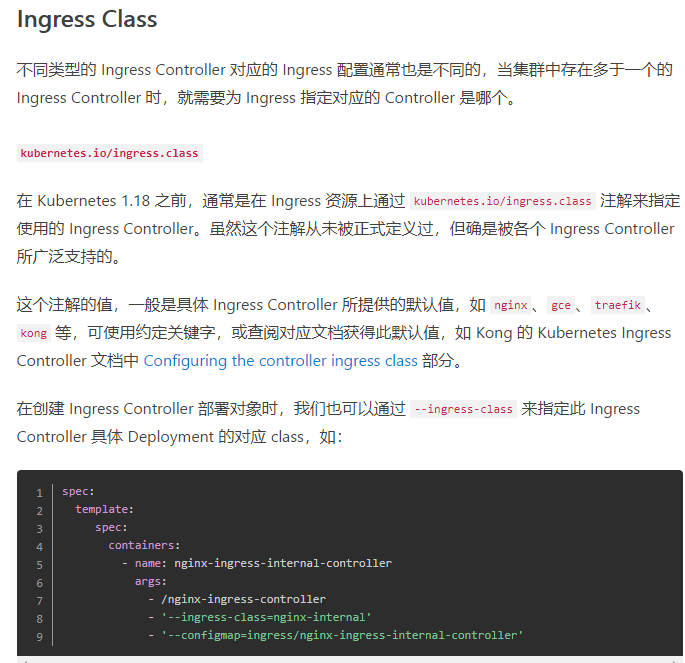 Ingress Class
不同类型的 Ingress Controller 对应的 Ingress 配置通常也是不同的，当集群中存在多于一个的
Ingress Controller 时，就需要为 Ingress 指定对应的 Controller 是哪个。
kubernetes.io/ingress.class
在 Kubernetes 1.18 之前，通常是在 Ingress 资源上通过 kubernetes.io/ingress.class 注解来指定
使用的 Ingress Controller。虽然这个注解从未被正式定义过，但确是被各个 Ingress Controller
所广泛支持的。
这个注解的值，一般是具体 Ingress Controller 所提供的默认值，如 nginx 、 gce 、 traefik 、
kong 等，可使用约定关键字，或查阅对应文档获得此默认值，如 Kong 的 Kubernetes Ingress
Controller 文档中 Configuring the controller ingress class 部分。
在创建 Ingress Controller 部署对象时，我们也可以通过 --ingress-class 来指定此 Ingress
Controller 具体 Deployment 的对应 class，如：
1 spec:
2   template:
3     spec:
4       containers:
5         - name: nginx-ingress-internal-controller
6           args:
7             - /nginx-ingress-controller
8             - '--ingress-class=nginx-internal'
9             - '--configmap=ingress/nginx-ingress-internal-controller'